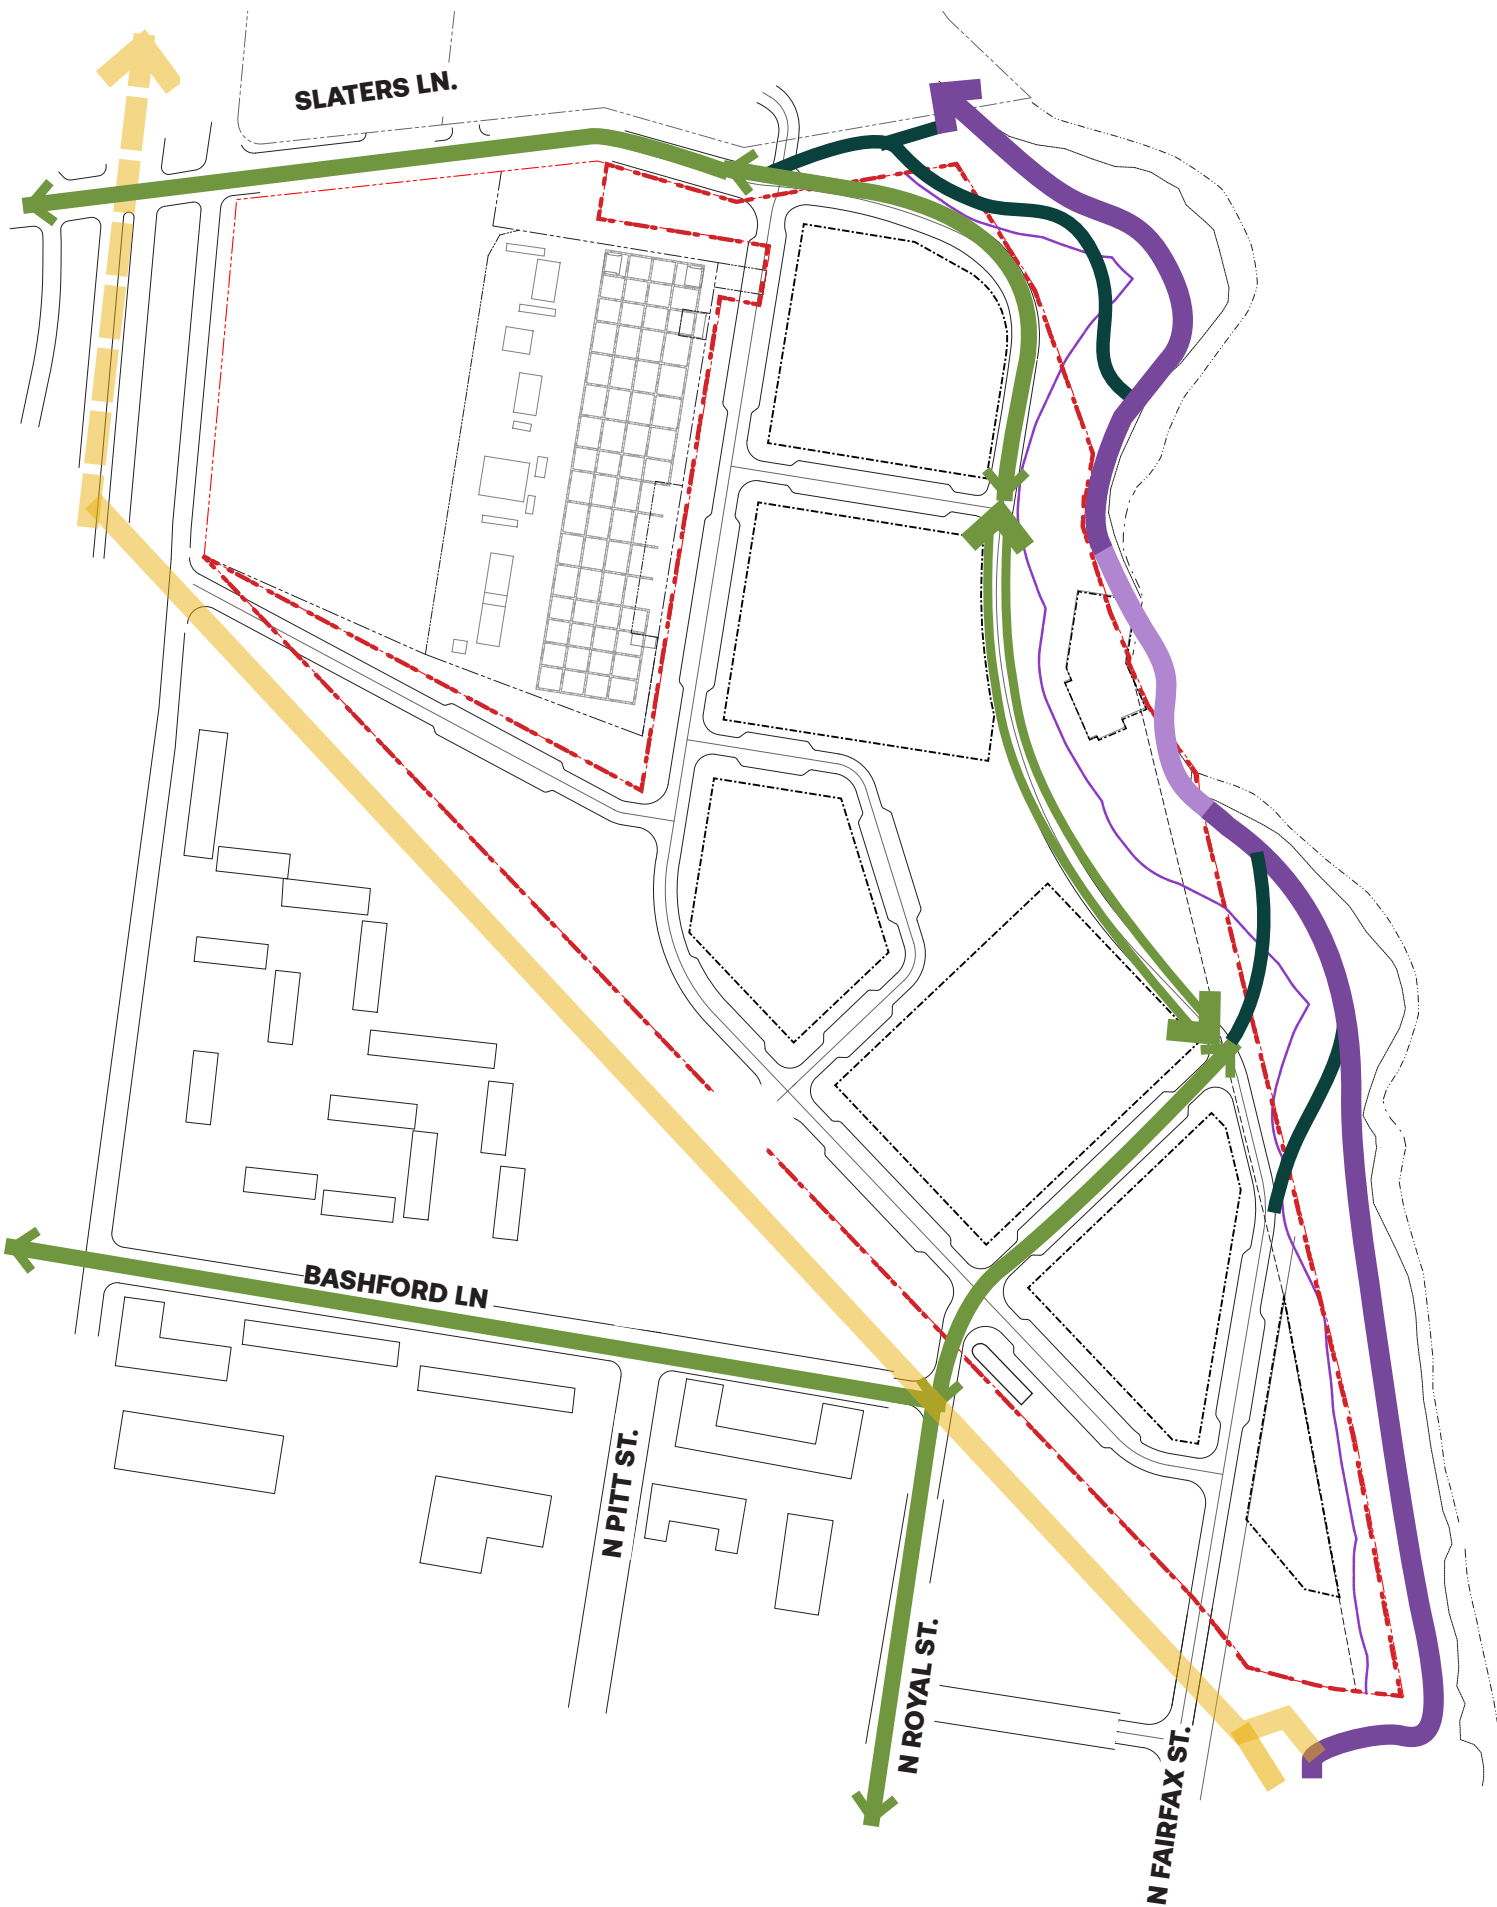 SLATERS LN.
BASHFORD LN
N PITT ST.
N ROYAL ST.
N FAIRFAX ST.